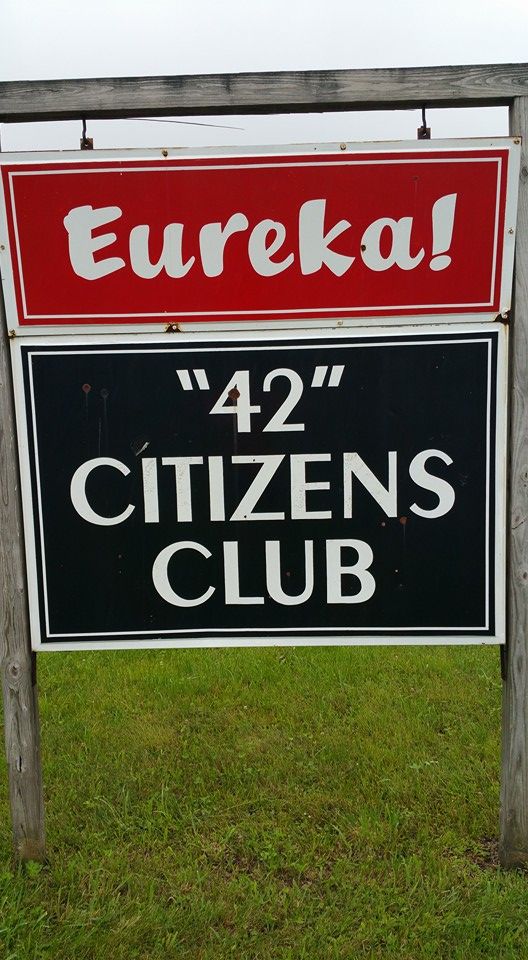 Eureka!
"42"
CITIZENS
CLUB